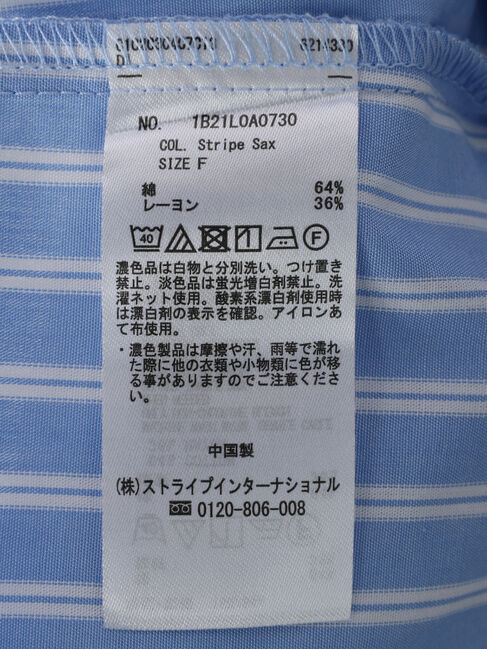 NO. 1B21L0A0730
COL. Stripe Sax
SIZE F
綿 64%
レーヨン 36%
40
F
濃色品は白物と分別洗い。つけ置き
禁止。淡色品は蛍光増白剤禁止。洗
濯ネット使用。酸素系漂白剤使用時
は漂白剤の表示を確認。アイロンあ
て布使用。
・濃色製品は摩擦や汗、雨等で濡れ
た際に他の衣類や小物類に色が移
る事がありますのでご注意くださ
い。
中国製
(株)ストライプインターナショナル
0120-806-008